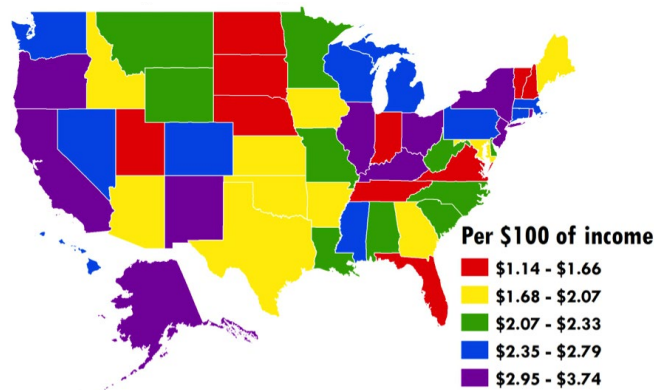 Per $100 of income
$1.14 - $1.66
$1.68 - $2.07
$2.07 - $2.33
$2.35 - $2.79
$2.95 - $3.74